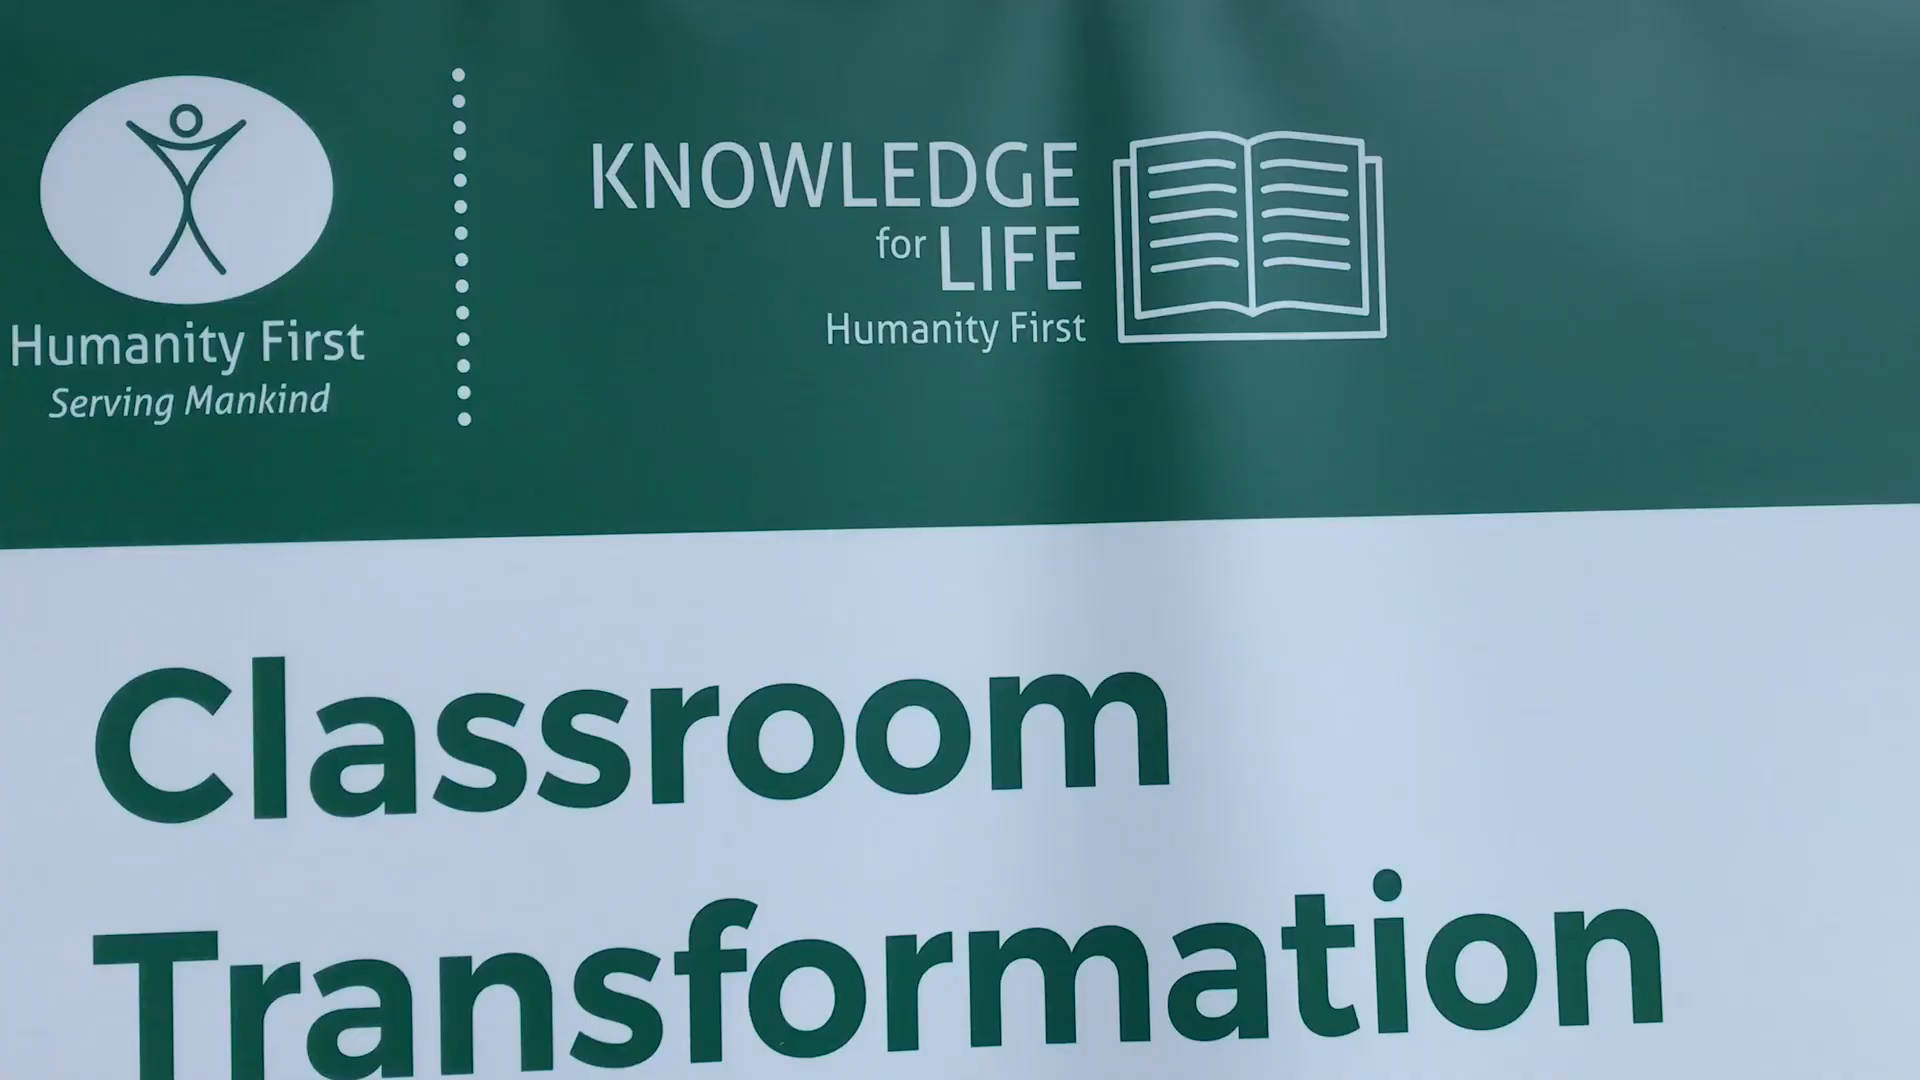 Humanity First
Serving Mankind
KNOWLEDGE
for LIFE
Humanity First
Classroom
Transformation